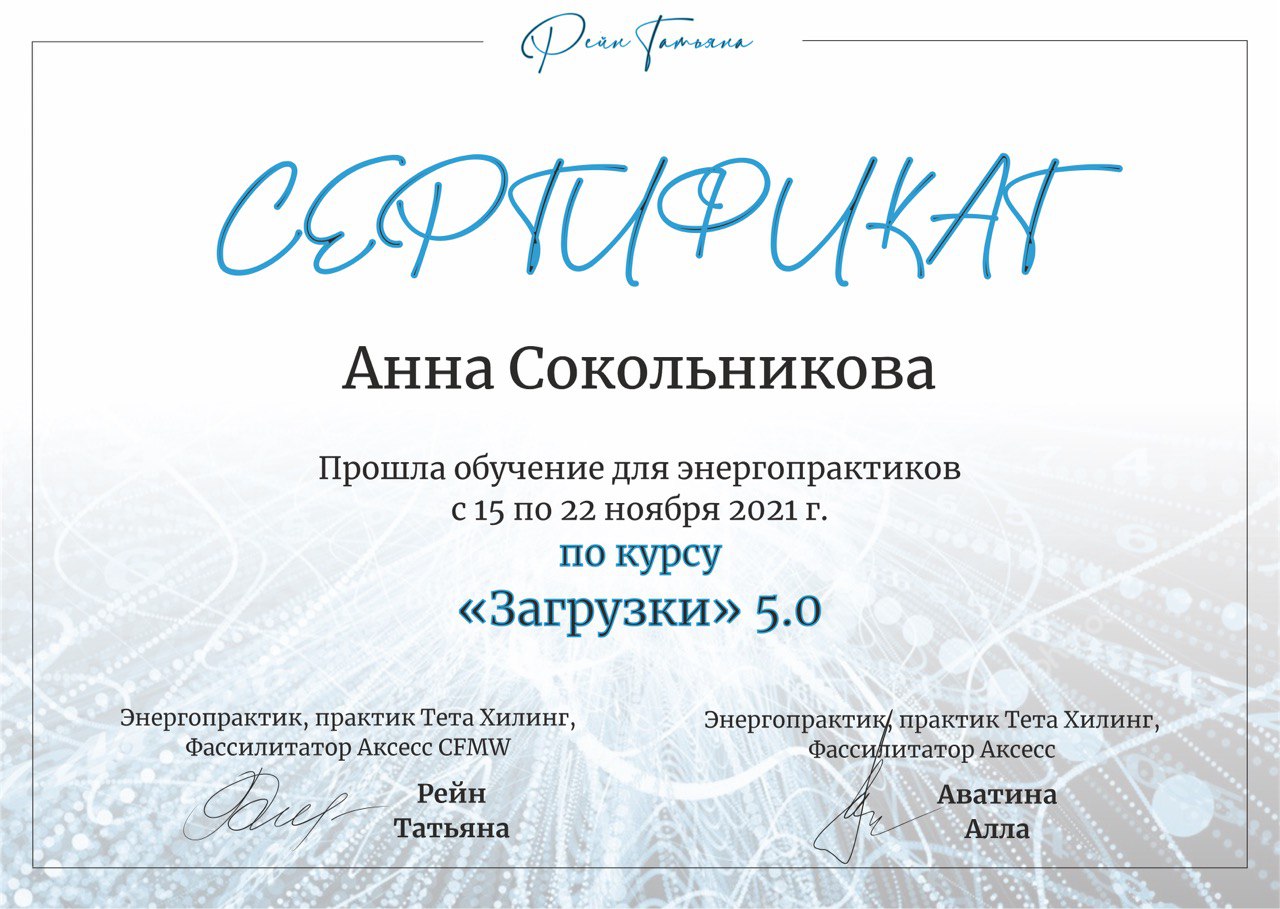 Рейн Татьяна
СЕРТИФИКАТ
Анна Сокольникова
Прошла обучение для энергопрактиков
с 15 по 22 ноября 2021 г.
по курсу
«Загрузки» 5.0
Энергопрактик, практик Тета Хилинг,
Фассилитатор Аксесс CFMW
Рейн
Татьяна
Энергопрактик, практик Тета Хилинг,
Фассилитатор Аксесс
Аватина
Алла